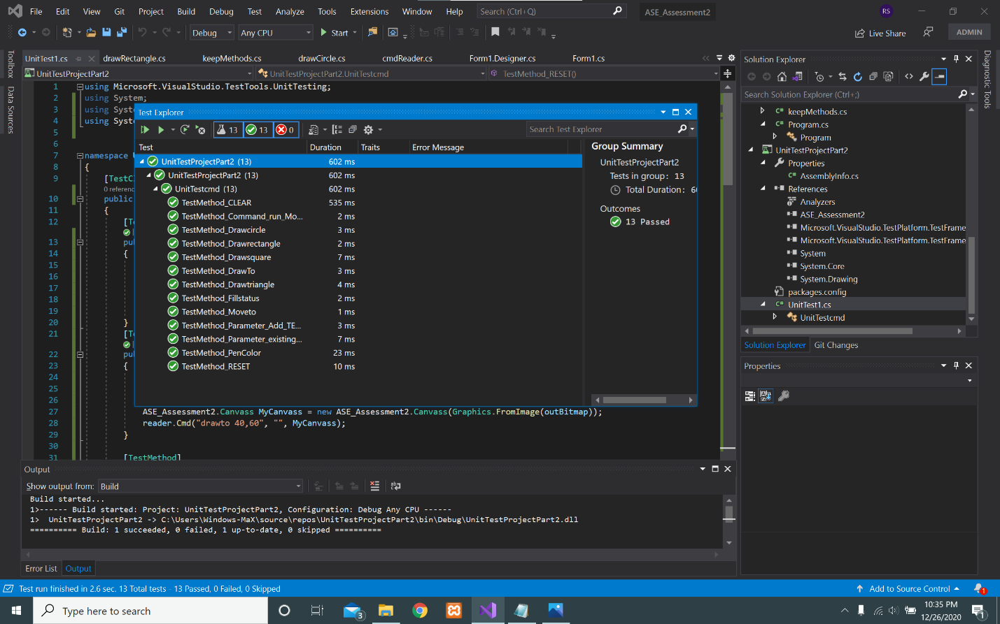 File Edit View Git Project Build Debug Test Analyze Tools Extensions Window Help Search (Ctrl+Q) ASE_Assessment2 RS
Debug Any CPU Start Live Share ADMIN
UnitTest1.cs drawRectangle.cs keepMethods.cs drawCircle.cs cmdReader.cs Form1.Designer.cs Form1.cs
UnitTestProjectPart2 UnitTestProjectPart2.UnitTestcmd TestMethod_RESET()
Toolbox
Data Sources
1 using Microsoft.VisualStudio.TestTools.UnitTesting;
2 using System;
3 using Syst
4 using Syst
5
6
7 namespace U
8 {
9 [TestCl
0 referenc
10 public
11 {
12 [Te
13 pu
14 {
15
16
17
18
19
20 }
21 [Te
22 pu
23 {
24
25
26
27 ASE_Assessment2.Canvass MyCanvass = new ASE_Assessment2.Canvass(Graphics.FromImage(outBitmap));
28 reader.Cmd("drawto 40,60", "", MyCanvass);
29 }
30
31 [TestMethod]
Test Explorer
13 13 0 Search Test Explorer
Test Duration Traits Error Message
UnitTestProjectPart2 (13) 602 ms
UnitTestProjectPart2 (13) 602 ms
UnitTestcmd (13) 602 ms
TestMethod_CLEAR 535 ms
TestMethod_Command_run_Mo... 2 ms
TestMethod_Drawcircle 3 ms
TestMethod_Drawrectangle 2 ms
TestMethod_Drawsquare 7 ms
TestMethod_DrawTo 3 ms
TestMethod_Drawtriangle 4 ms
TestMethod_Fillstatus 2 ms
TestMethod_Moveto 1 ms
TestMethod_Parameter_Add_TE... 3 ms
TestMethod_Parameter_existing... 7 ms
TestMethod_PenColor 23 ms
TestMethod_RESET 10 ms
Group Summary
UnitTestProjectPart2
Tests in group: 13
Total Duration: 6
Outcomes
13 Passed
Solution Explorer
Search Solution Explorer (Ctrl+;)
keepMethods.cs
Program.cs
Program
UnitTestProjectPart2
Properties
AssemblyInfo.cs
References
Analyzers
ASE_Assessment2
Microsoft.VisualStudio.TestPlatform.TestFrame
Microsoft.VisualStudio.TestPlatform.TestFrame
System
System.Core
System.Drawing
packages.config
UnitTest1.cs
UnitTestcmd
Solution Explorer Git Changes
Properties
Diagnostic Tools
Output
Show output from: Build
Build started...
1>------ Build started: Project: UnitTestProjectPart2, Configuration: Debug Any CPU ------
1> UnitTestProjectPart2 -> C:\Users\Windows-MaX\source\repos\UnitTestProjectPart2\bin\Debug\UnitTestProjectPart2.dll
========== Build: 1 succeeded, 0 failed, 1 up-to-date, 0 skipped ==========
Error List Output
Test run finished in 2.6 sec. 13 Total tests - 13 Passed, 0 Failed, 0 Skipped Add to Source Control 1
Type here to search 3 10:35 PM
12/26/2020 1